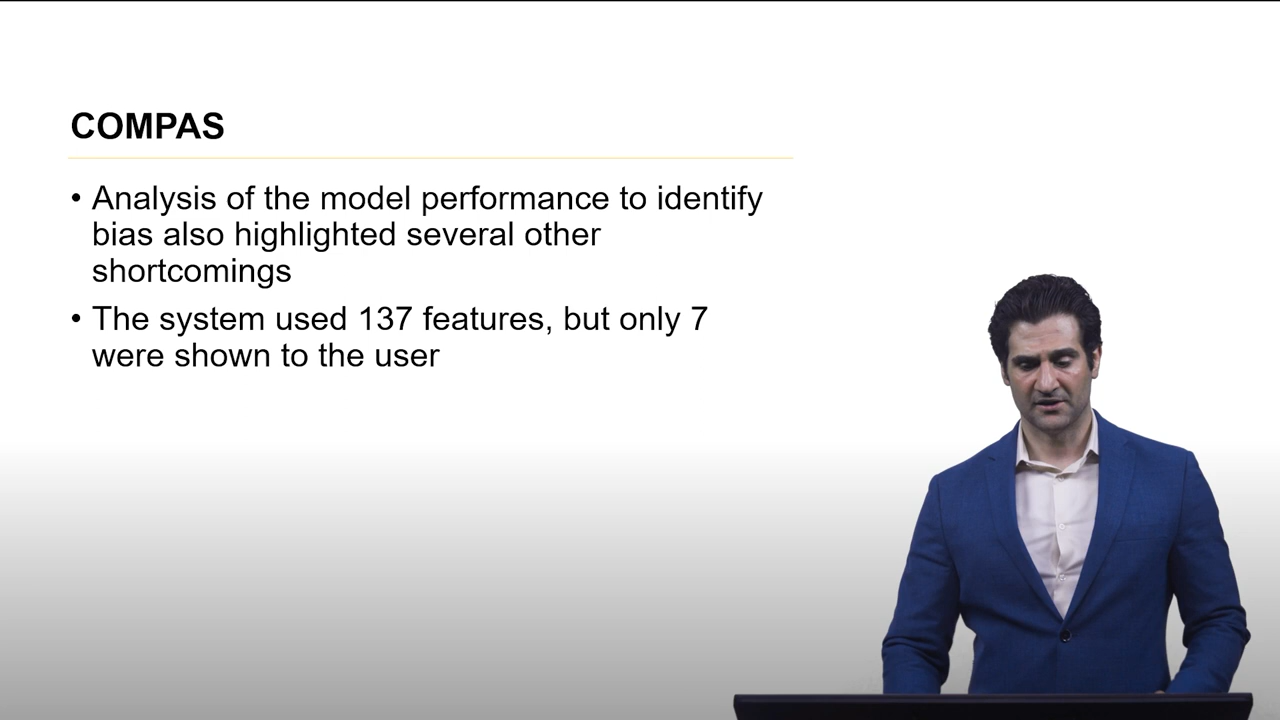 COMPAS
• Analysis of the model performance to identify
bias also highlighted several other
shortcomings
• The system used 137 features, but only 7
were shown to the user